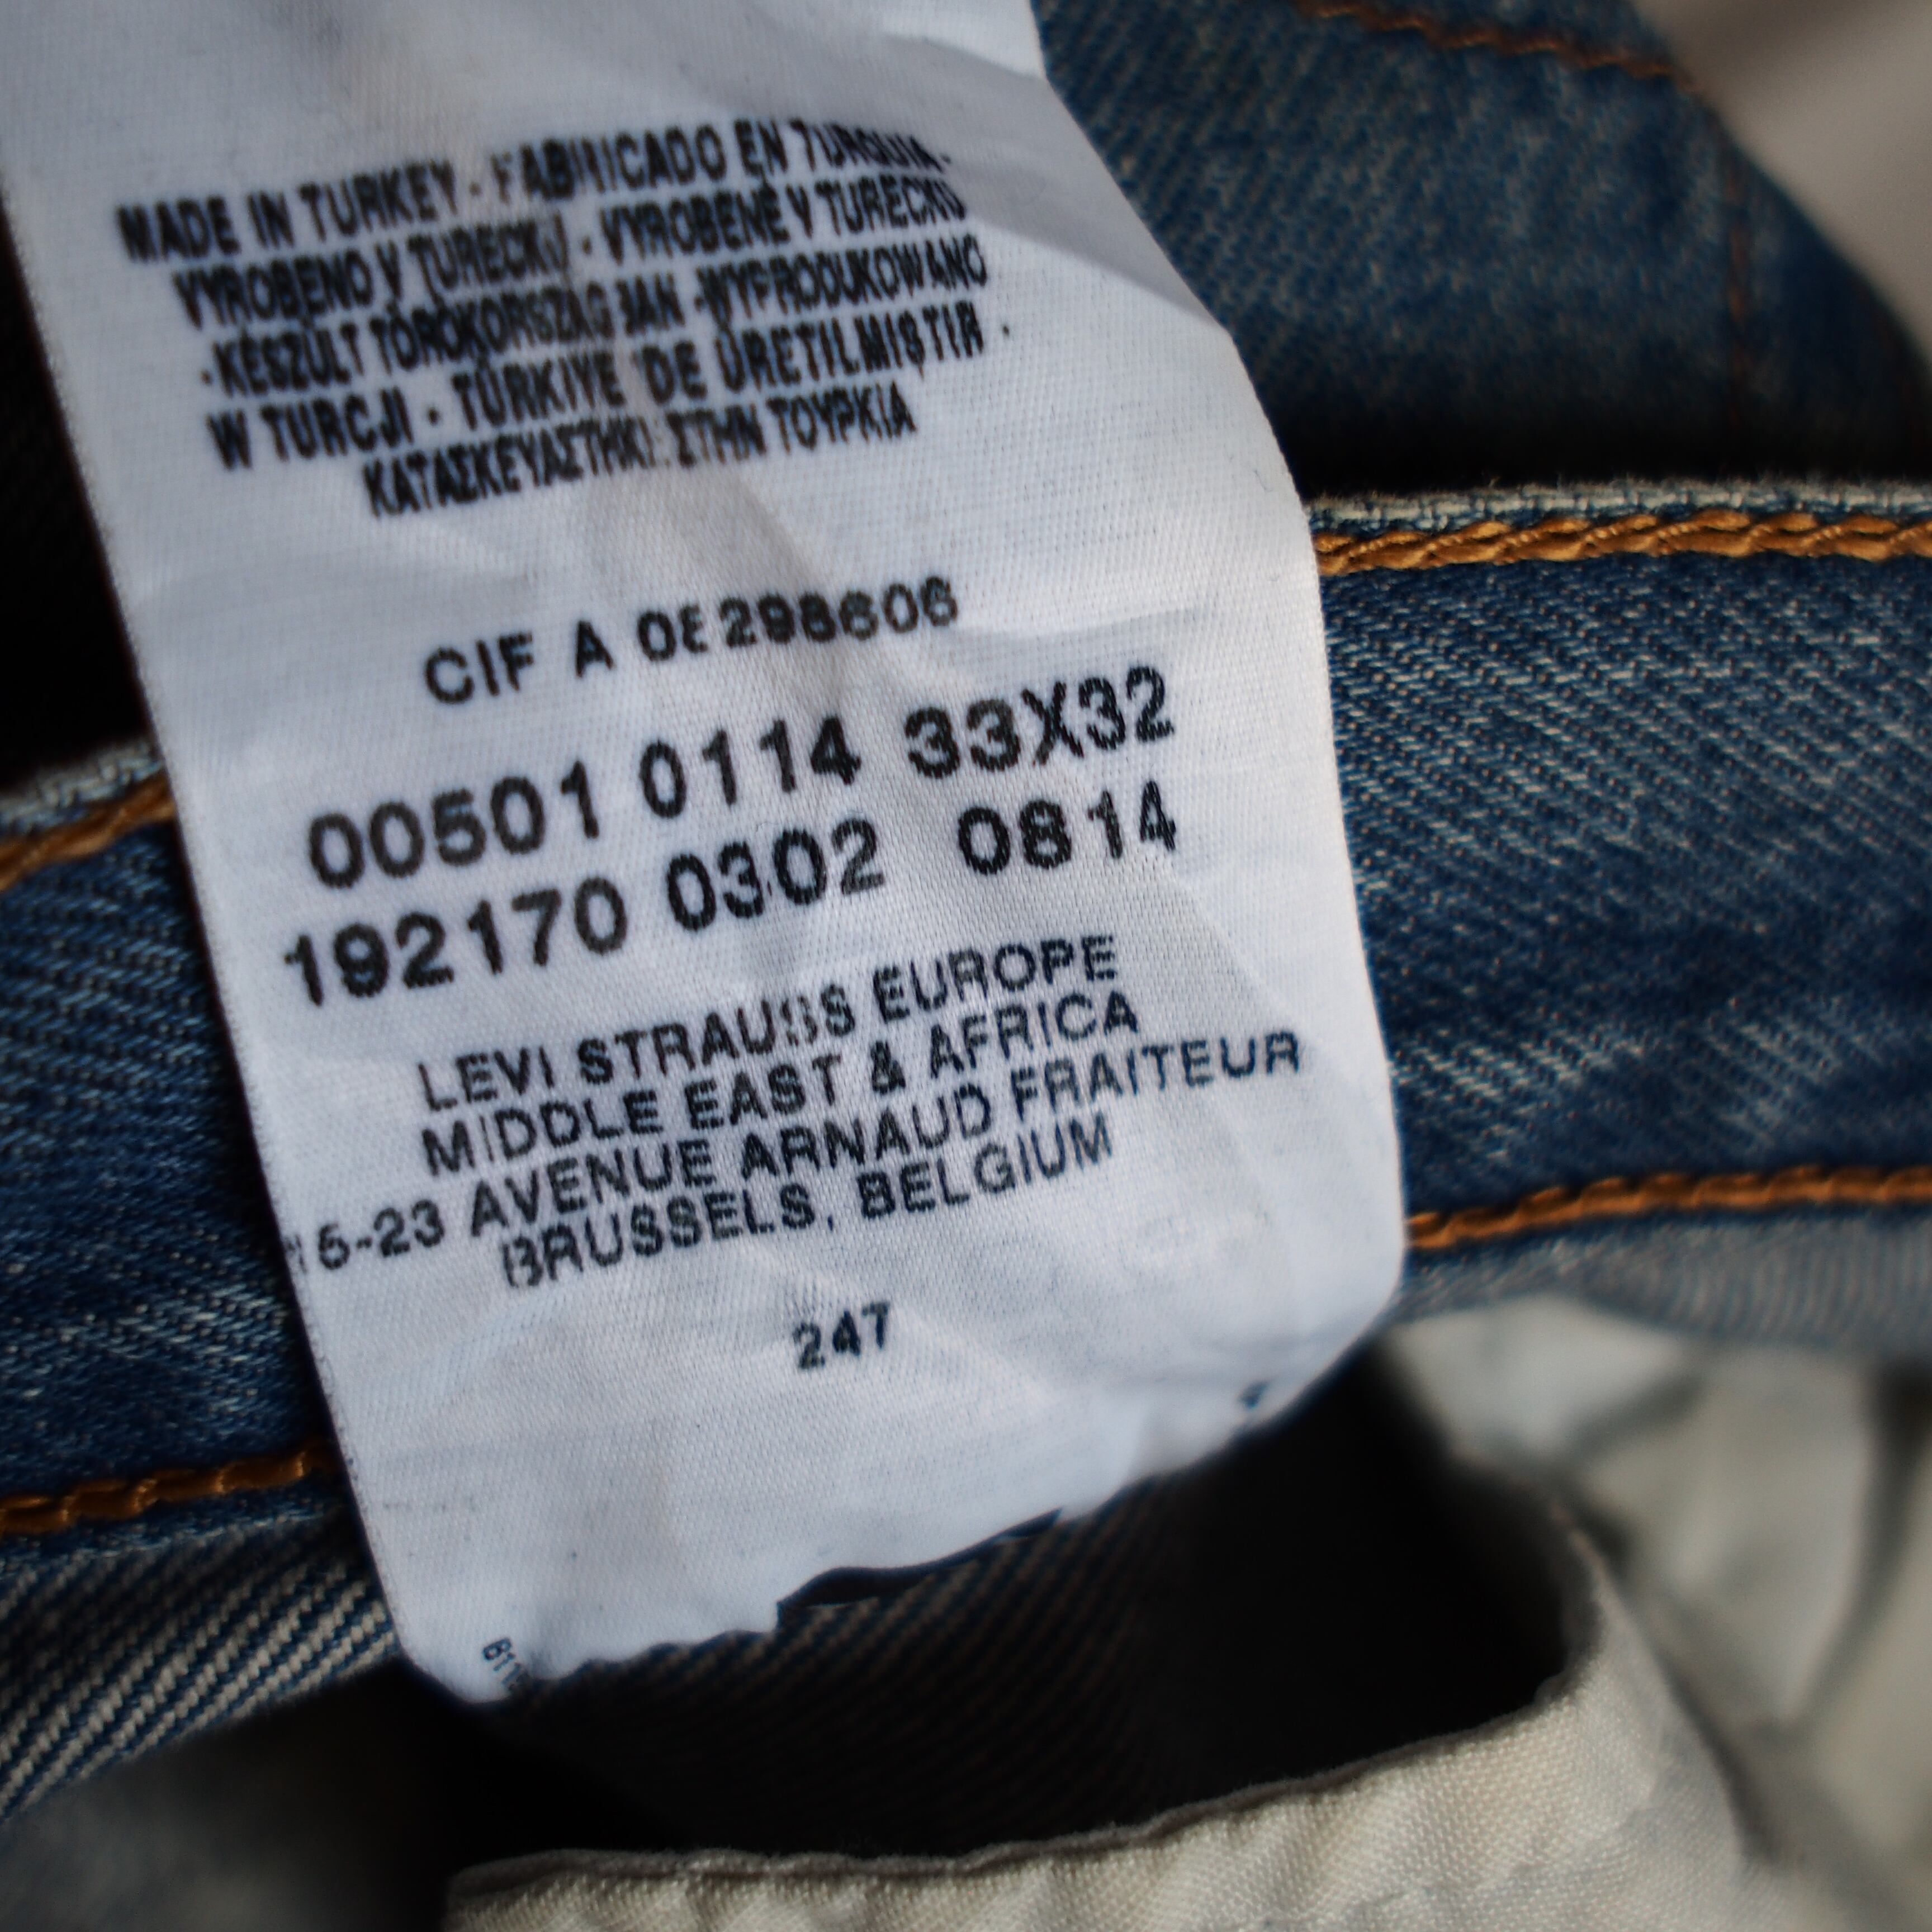 MADE IN TURKEY · FABRICADO EN TURQUIA ·
VYROBENO V TURECKU · VYROBENÉ V TURECKU
· KÉSZÜLT TÖRÖKORSZÁG BAN · WYPRODUKOWANO
W TURCJI · TÜRKIYE 'DE ÜRETILMIŞTIR ·
ΚΑΤΑΣΚΕΥΑΣΤΗΚΕ ΣΤΗΝ ΤΟΥΡΚΙΑ
CIF A 08298606
00501 0114 33X32
192170 0302 0814
LEVI STRAUSS EUROPE
MIDDLE EAST & AFRICA
15-23 AVENUE ARNAUD FRAITEUR
BRUSSELS, BELGIUM
247